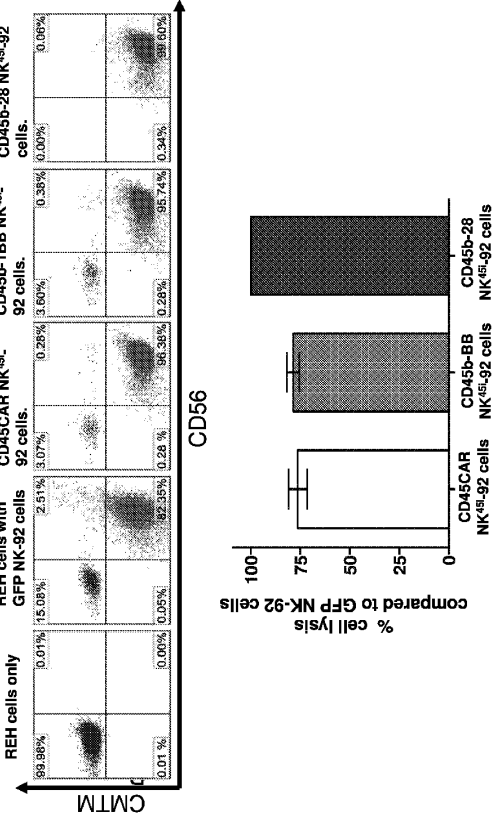 REH cells only
REH cells with
GFP NK-92 cells
CD45CAR NK45i-
92 cells.
CD45b-1BB NK45i-
92 cells.
CD45b-28 NK45i-92
cells.
99.98%
0.01%
0.01 %
0.00%
15.08%
2.51%
0.05%
82.35%
3.07%
0.28%
0.28 %
96.38%
3.60%
0.38%
0.28%
95.74%
0.00%
0.06%
0.34%
99.60%
CMTM
CD56
% cell lysis
compared to GFP NK-92 cells
100
75
50
25
0
CD45CAR
NK45i-92 cells
CD45b-BB
NK45i-92 cells
CD45b-28
NK45i-92 cells